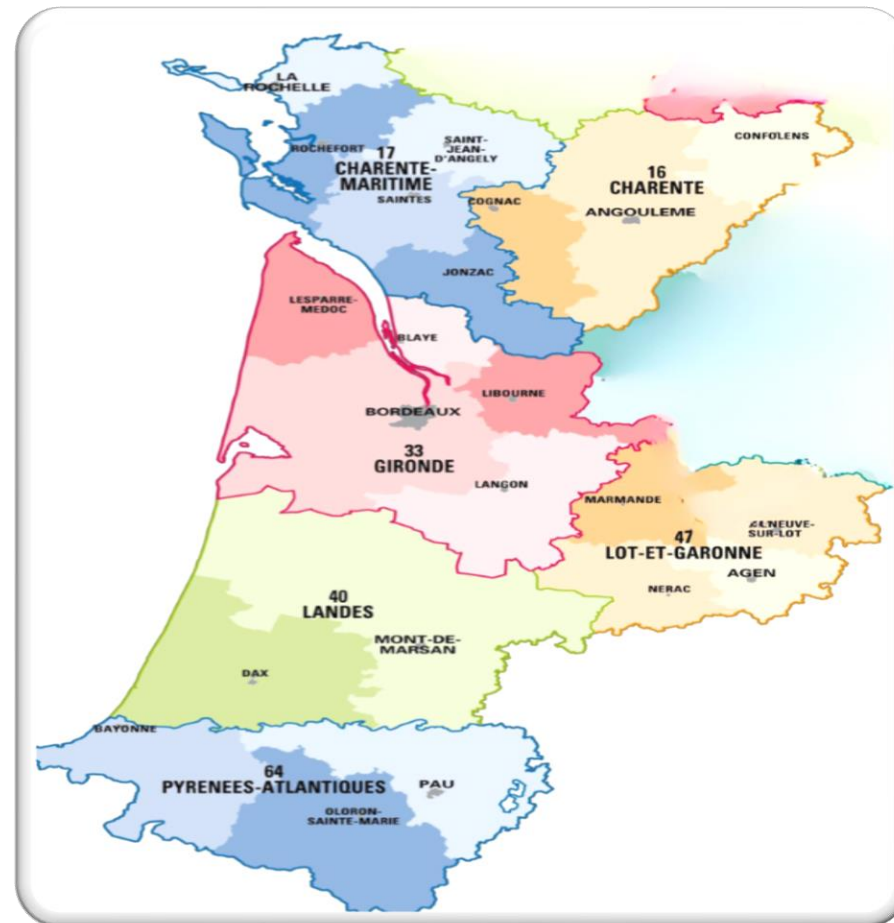 LA
ROCHELLE
ROCHEFORT
17
CHARENTE-
MARITIME
SAINTES
SAINT-
JEAN-
D'ANGELY
COGNAC
JONZAC
16
CHARENTE
ANGOULEME
CONFOLENS
LESPARRE-
MEDOC
BLAYE
LIBOURNE
BORDEAUX
33
GIRONDE
LANGON
MARMANDE
NEUVE-
SUR-LOT
47
LOT-ET-GARONNE
AGEN
NERAC
40
LANDES
MONT-DE-
MARSAN
DAX
BAYONNE
64
PYRENEES-ATLANTIQUES
PAU
OLORON-
SAINTE-MARIE